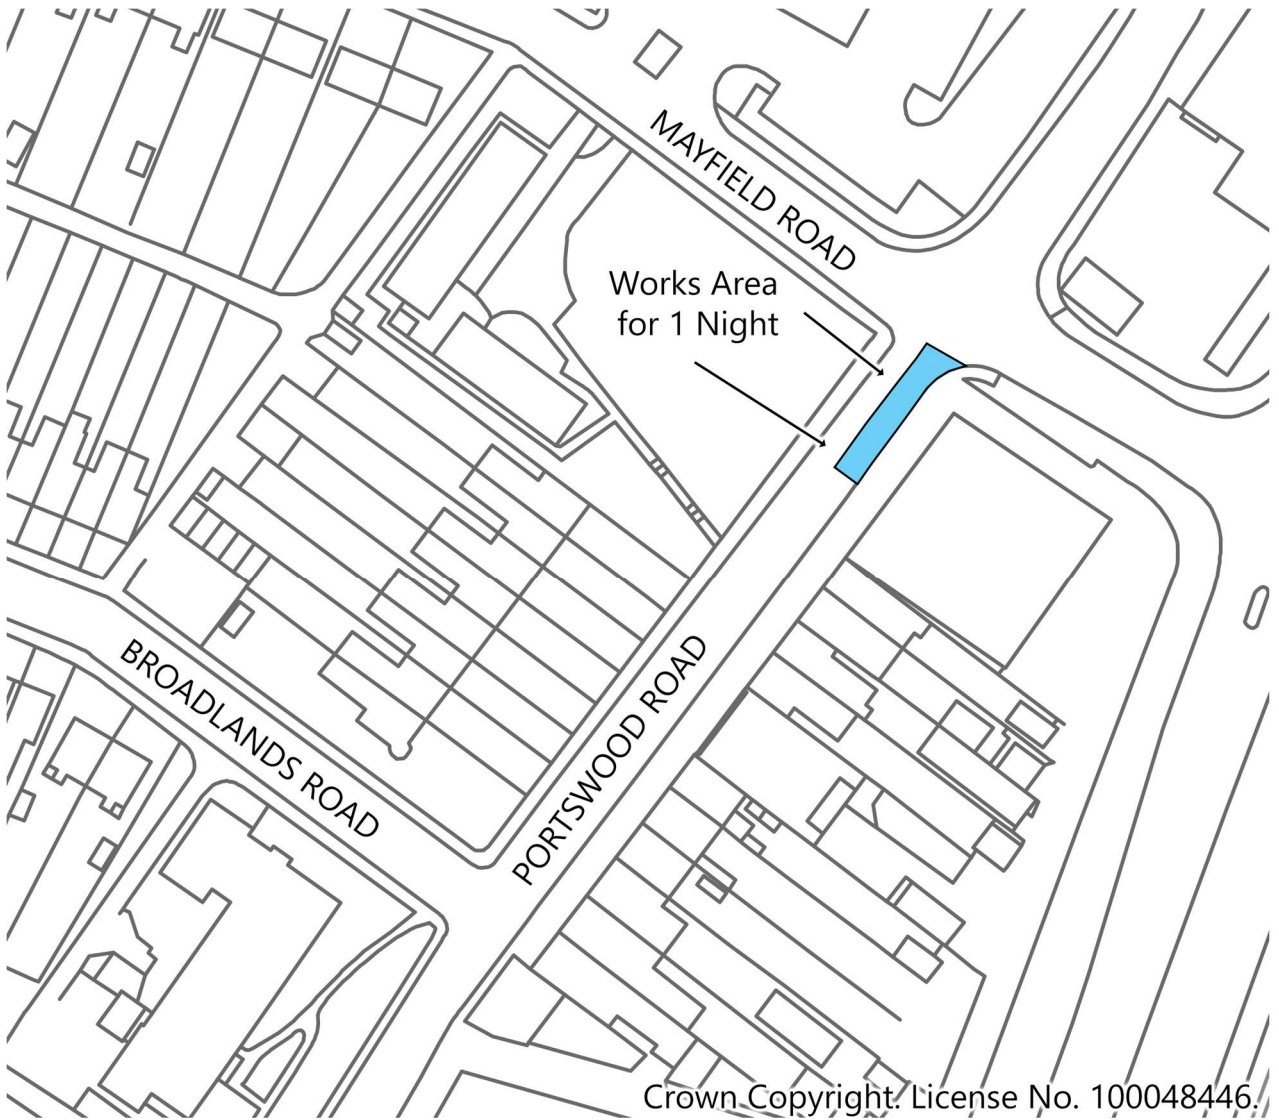 MAYFIELD ROAD
Works Area
for 1 Night
BROADLANDS ROAD
PORTSWOOD ROAD
Crown Copyright. License No. 100048446.